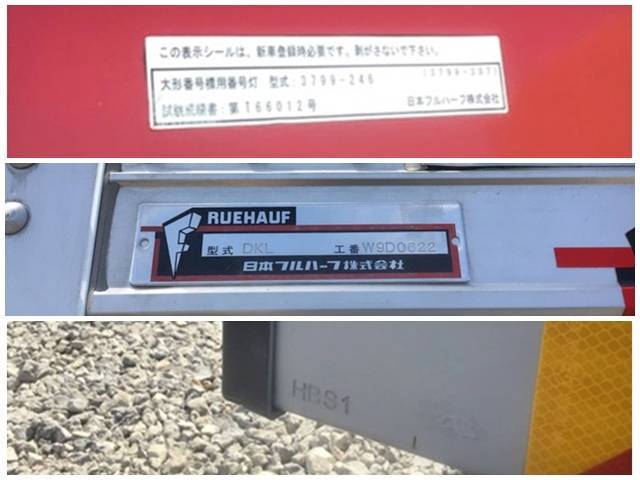 この表示シールは、新車登録時必要です。剥がさないで下さい。
大形番号標用番号灯 型式:3799-246 (3799-387)
試験成績書:第T66012号 日本フルハーフ株式会社
RUEHAUF
型式 DKL 工番 W9D0622
日本フルハーフ株式会社
HBS1